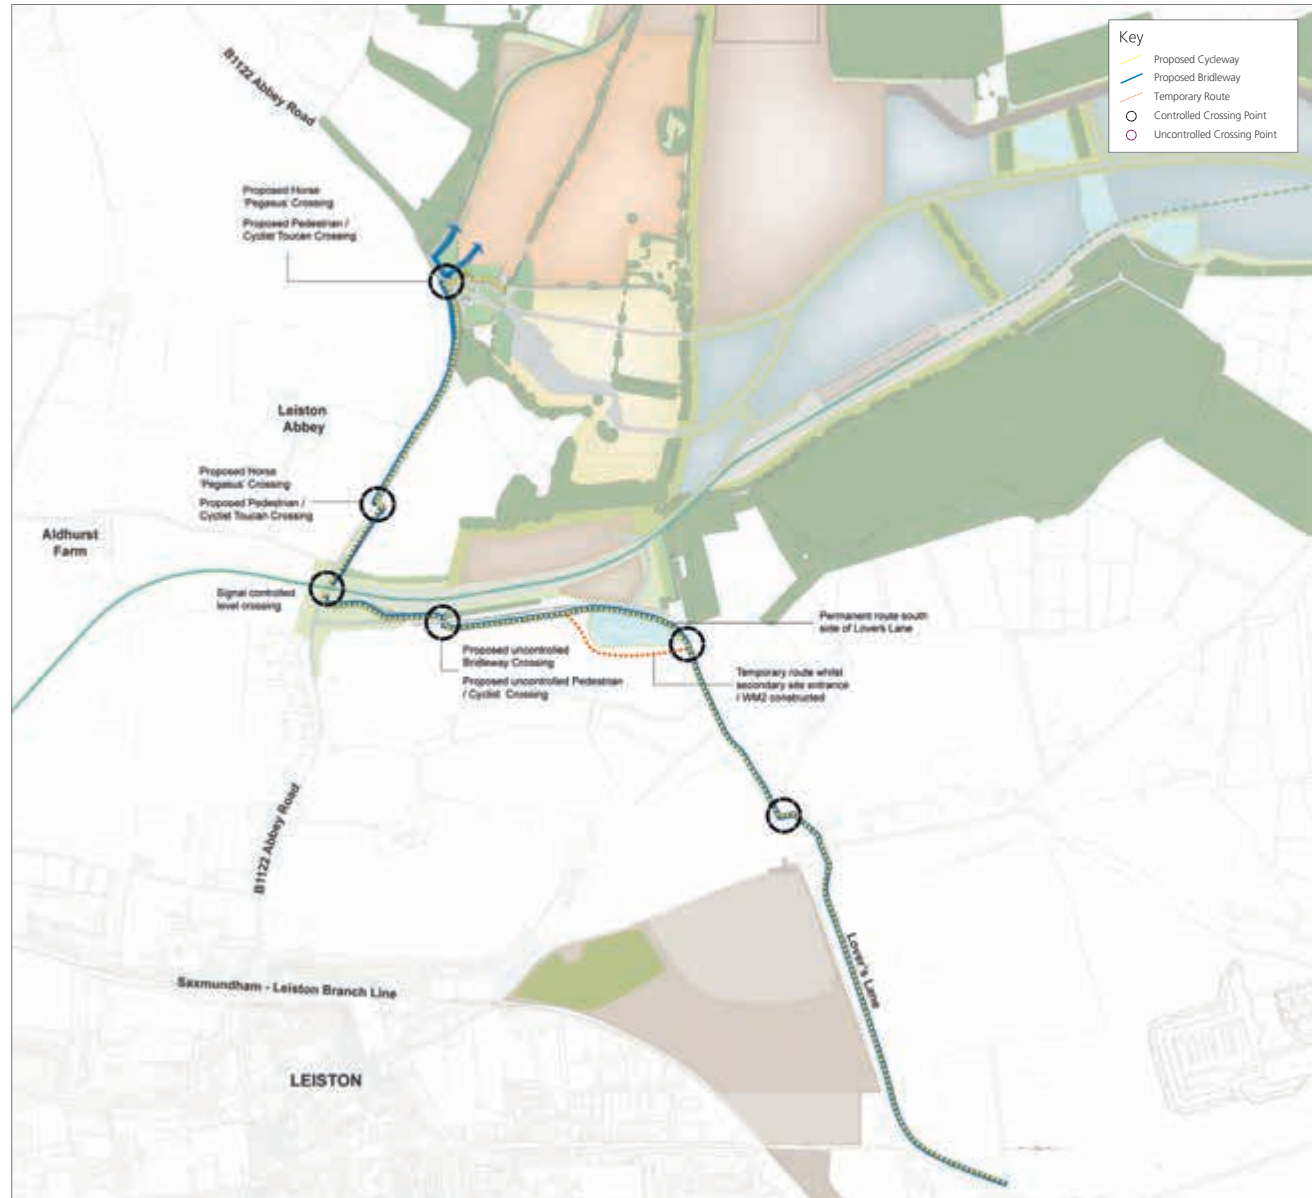 Key
Proposed Cycleway
Proposed Bridleway
Temporary Route
Controlled Crossing Point
Uncontrolled Crossing Point
B1122 Abbey Road
Proposed Horse
'Pegasus' Crossing
Proposed Pedestrian /
Cyclist Toucan Crossing
Leiston
Abbey
Proposed Horse
'Pegasus' Crossing
Proposed Pedestrian /
Cyclist Toucan Crossing
Aldhurst
Farm
Signal controlled
level crossing
Permanent route south
side of Lovers Lane
Proposed uncontrolled
Bridleway Crossing
Proposed uncontrolled Pedestrian
/ Cyclist Crossing
Temporary route whilst
secondary site entrance
/ WM2 constructed
B1122 Abbey Road
Lover's Lane
Saxmundham - Leiston Branch Line
LEISTON